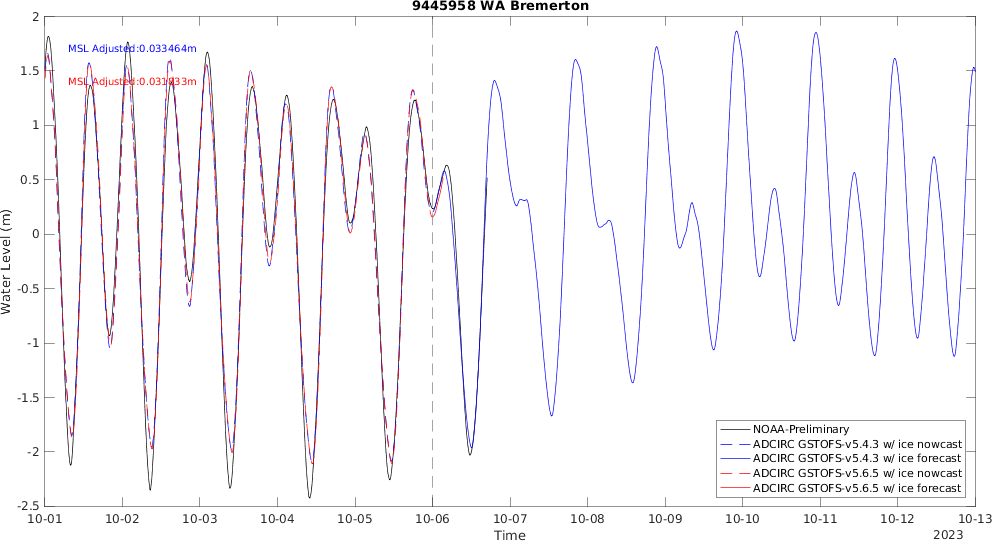 9445958 WA Bremerton
MSL Adjusted:0.033464m
MSL
Water Level (m)
2
1.5
1
0.5
0
-0.5
-1
-1.5
-2
-2.5
10-01 10-02 10-03 10-04 10-05 10-06 10-07 10-08 10-09 10-10 10-11 10-12 10-13
Time
2023
NOAA-Preliminary
ADCIRC GSTOFS-v5.4.3 w/ ice nowcast
ADCIRC GSTOFS-v5.4.3 w/ ice forecast
ADCIRC GSTOFS-v5.6.5 w/ ice nowcast
ADCIRC GSTOFS-v5.6.5 w/ ice forecast